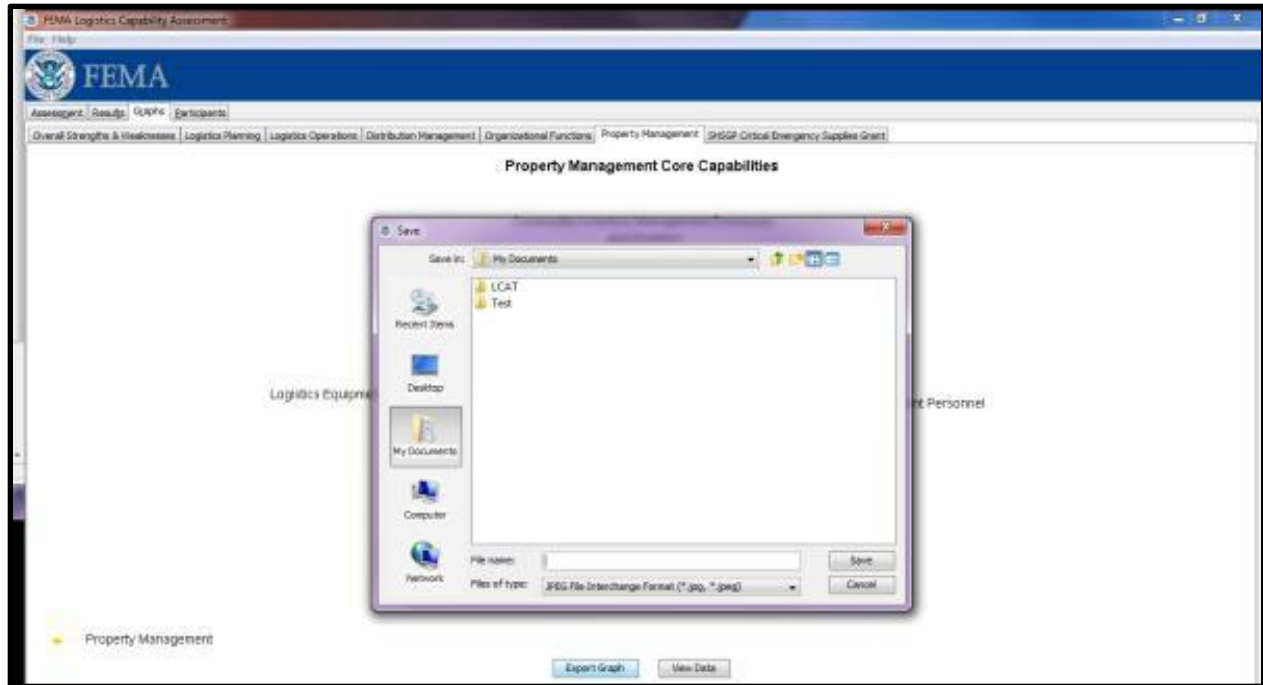 FEMA Logistics Capability Assessment
File Help
FEMA
Assessment Results Graphs Participants
Overall Strengths & Weaknesses Logistics Planning Logistics Operations Distribution Management Organizational Functions Property Management SHSGP Critical Emergency Supplies Grant
Property Management Core Capabilities
Save
Save in: My Documents
LCAT
Test
Recent Items
Desktop
My Documents
Computer
Network
Logistics Equipme
nt Personnel
File name: Save
Files of type: JPEG File Interchange Format (*.jpg, *.jpeg) Cancel
Property Management
Export Graph View Data